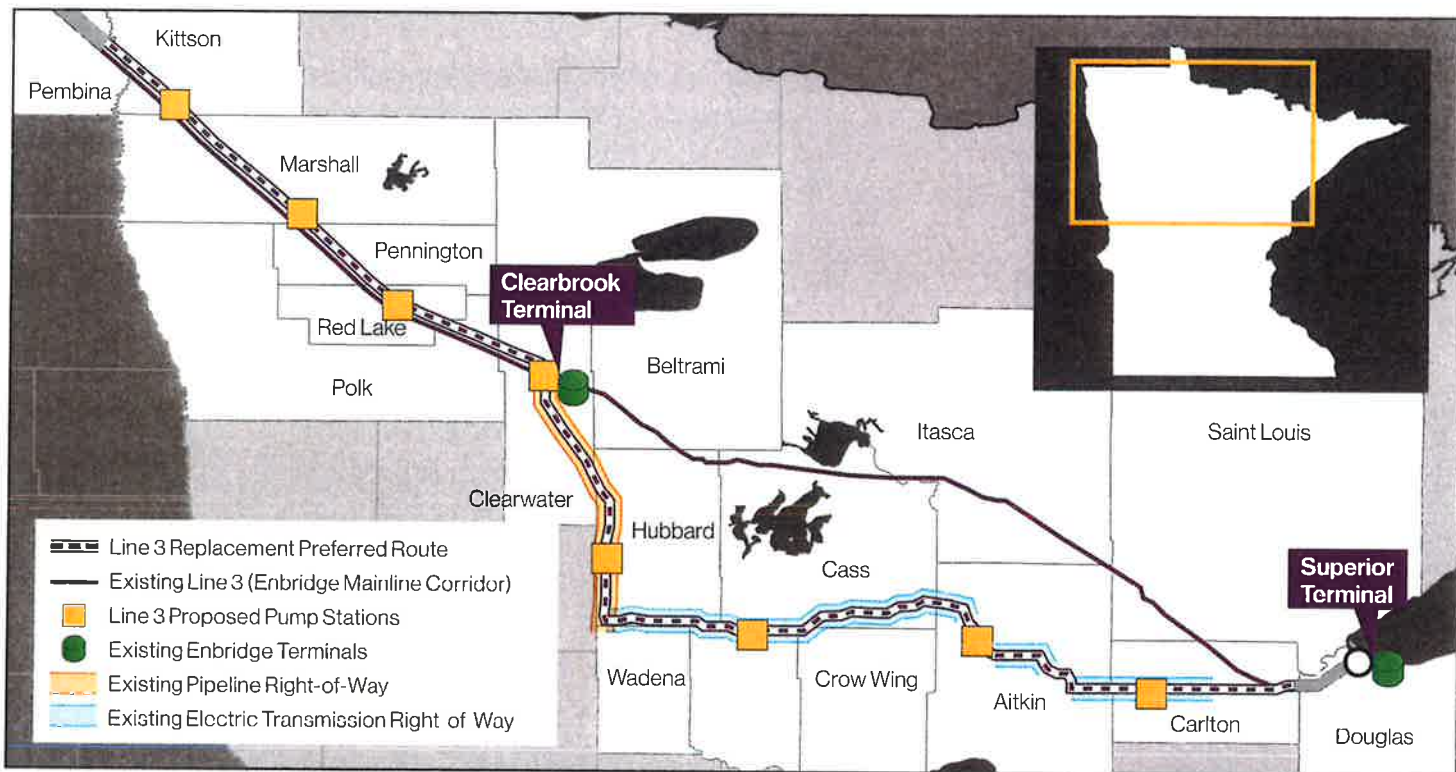 Kittson
Pembina
Marshall
Pennington
Clearbrook
Terminal
Red Lake
Beltrami
Polk
Itasca
Saint Louis
Clearwater
Hubbard
Cass
Superior
Terminal
Wadena
Crow Wing
Aitkin
Carlton
Douglas
Line 3 Replacement Preferred Route
Existing Line 3 (Enbridge Mainline Corridor)
Line 3 Proposed Pump Stations
Existing Enbridge Terminals
Existing Pipeline Right-of-Way
Existing Electric Transmission Right of Way